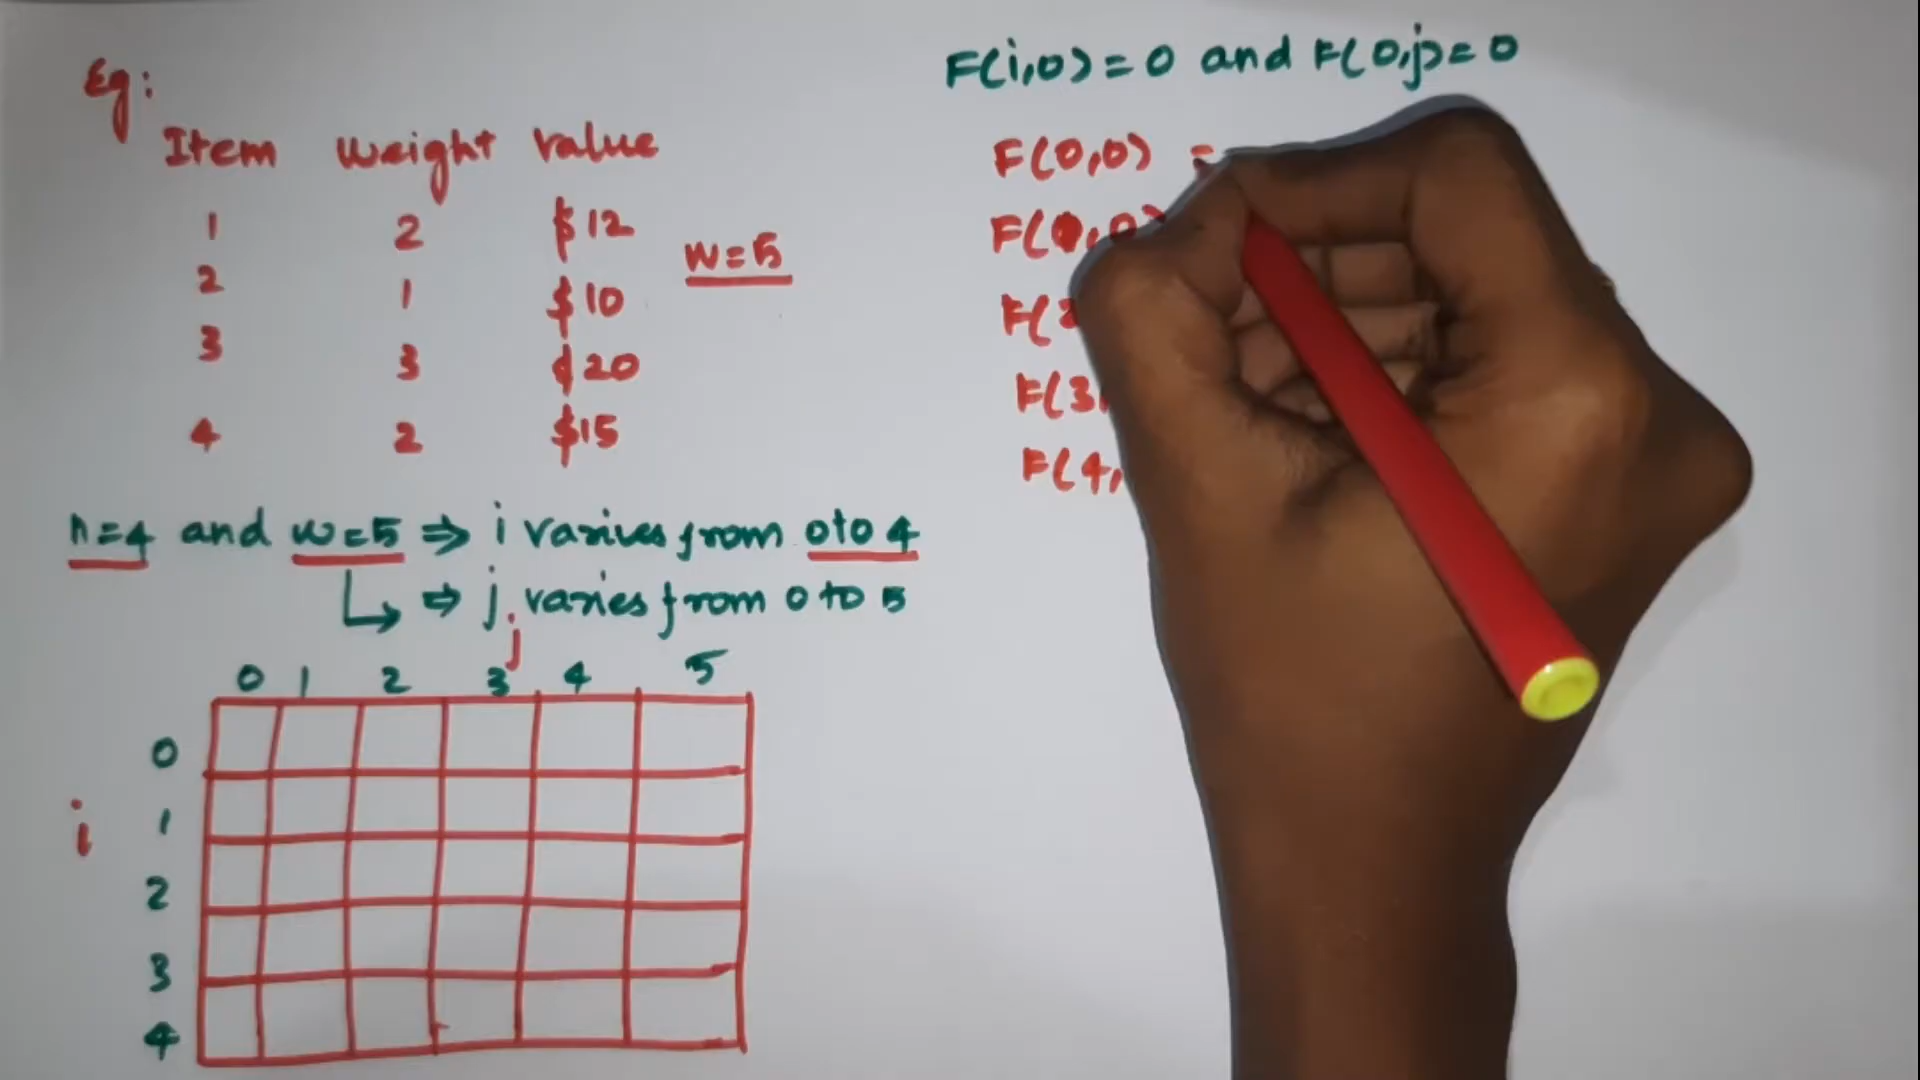 Eg:
Item Weight Value
1 2 $12
2 1 $10
3 3 $20
4 2 $15
W=5
n=4 and w=5 ⇒ i varies from 0 to 4
↳ ⇒ j varies from 0 to 5
j
0 1 2 3 4 5
0
1
i
2
3
4
F(i,0)=0 and F(0,j)=0
F(0,0) =
F(
F(
F(3,
F(4,